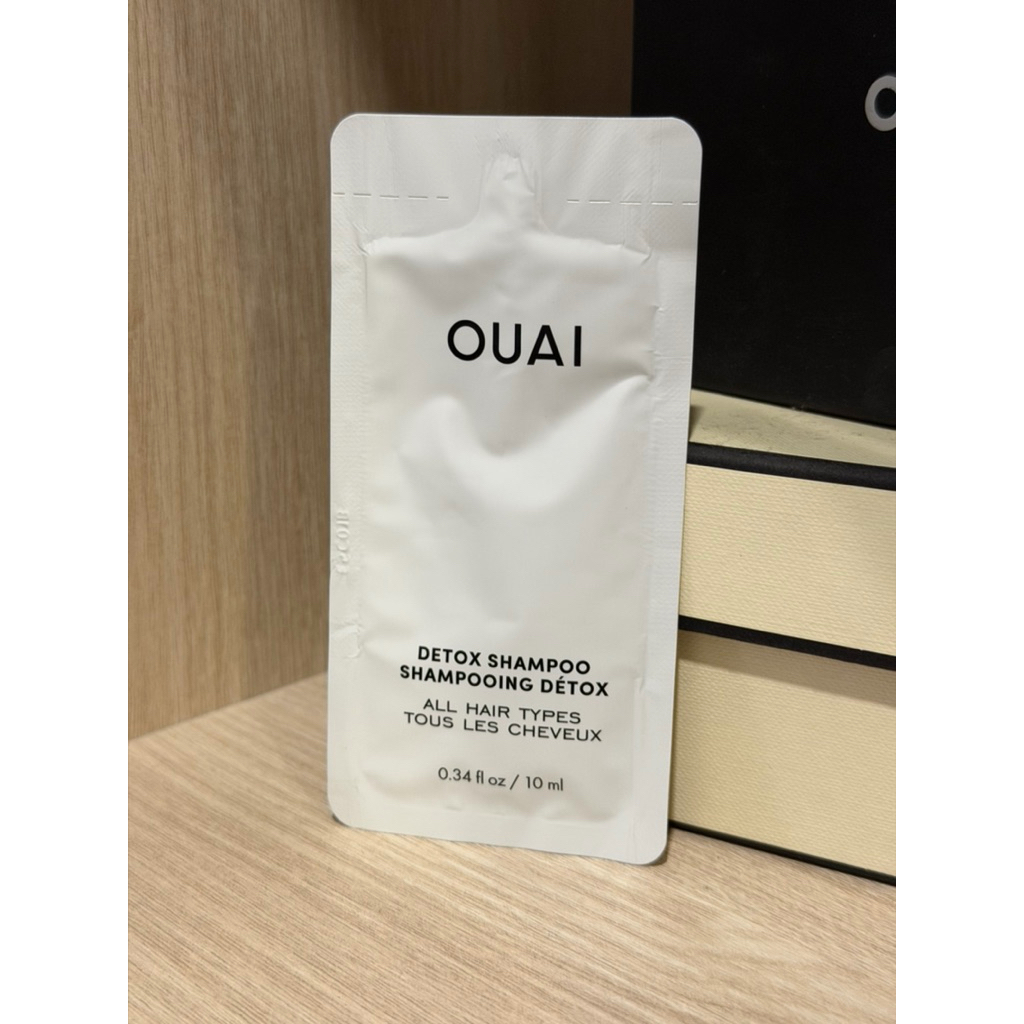 OUAI
DETOX SHAMPOO
SHAMPOOING DÉTOX
ALL HAIR TYPES
TOUS LES CHEVEUX
0.34 fl oz / 10 ml